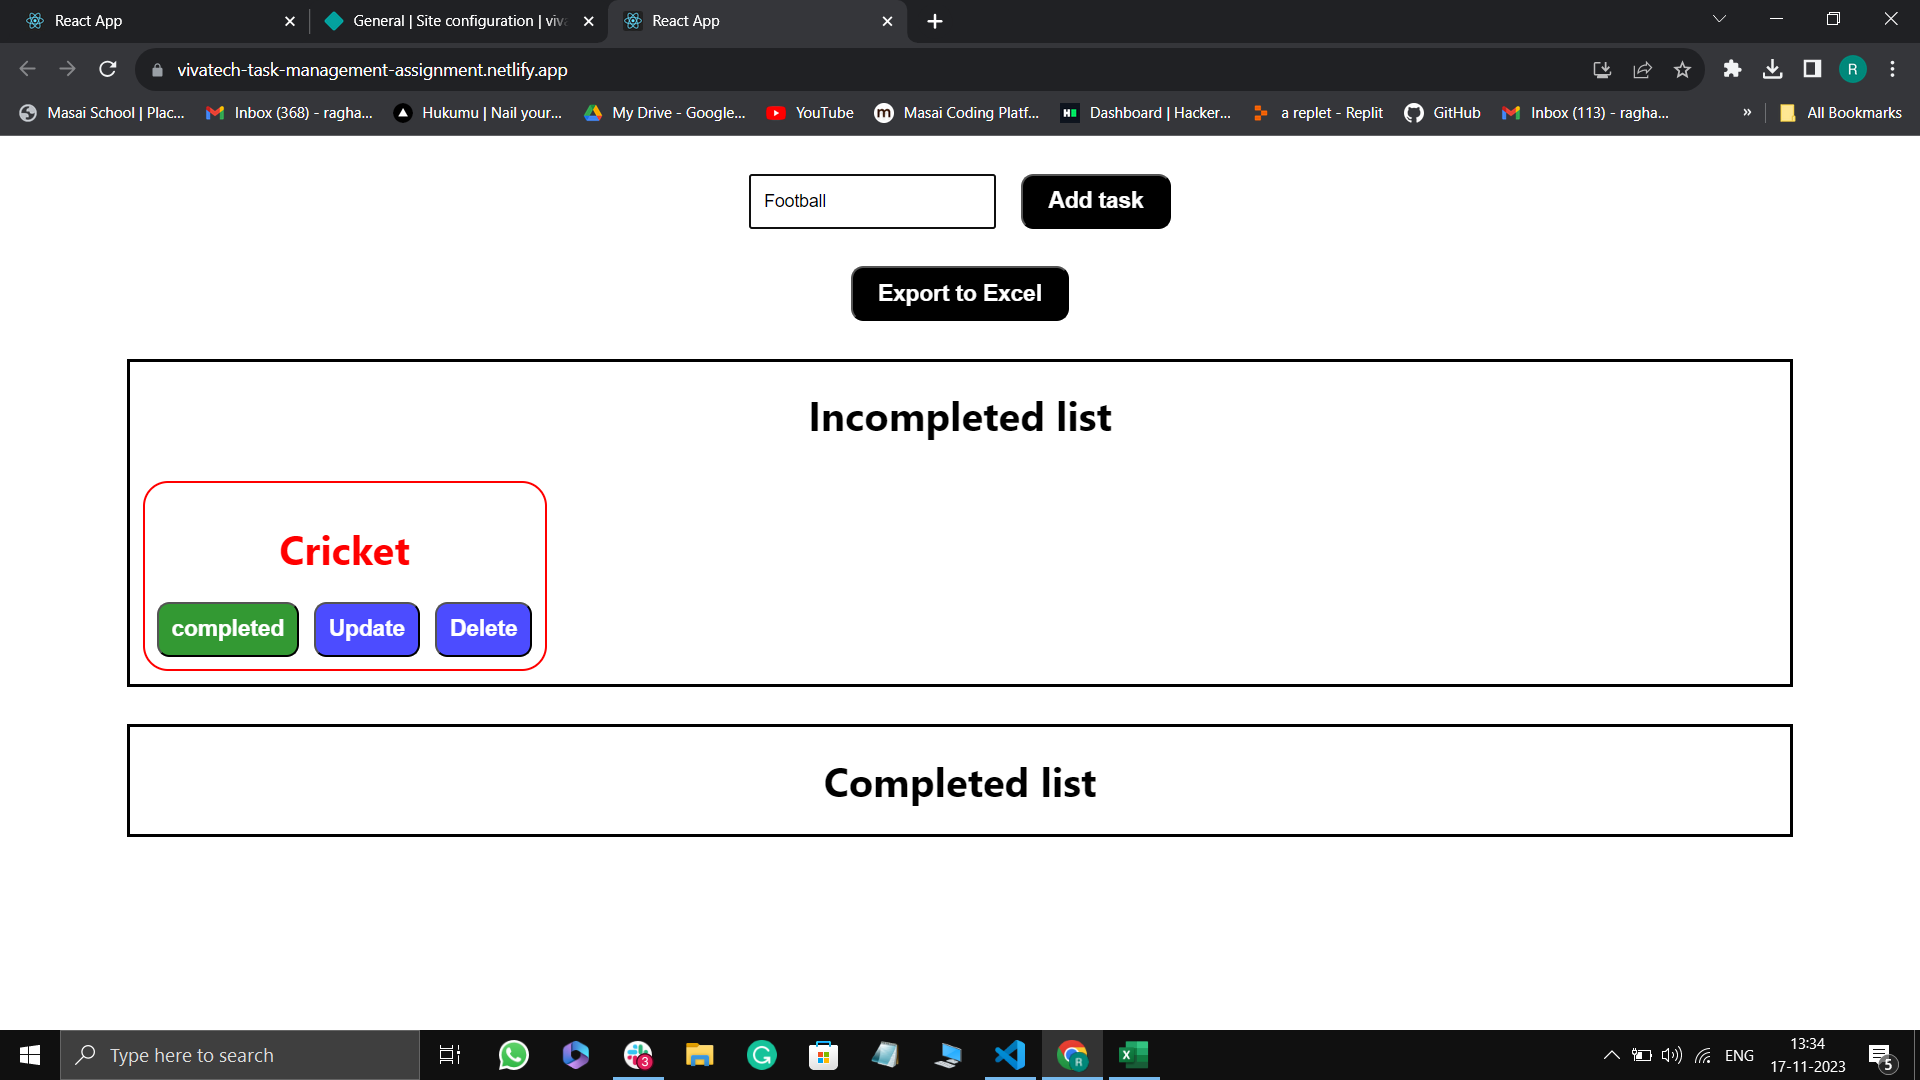 React App
General | Site configuration | viva
React App
vivatech-task-management-assignment.netlify.app
R
Masai School | Plac...
Inbox (368) - ragha...
Hukumu | Nail your...
My Drive - Google...
YouTube
m
Masai Coding Platf...
H
Dashboard | Hacker...
a replet - Replit
GitHub
Inbox (113) - ragha...
»
All Bookmarks
Football
Add task
Export to Excel
Incompleted list
Cricket
completed
Update
Delete
Completed list
Type here to search
3
R
X
ENG
13:34
17-11-2023
5